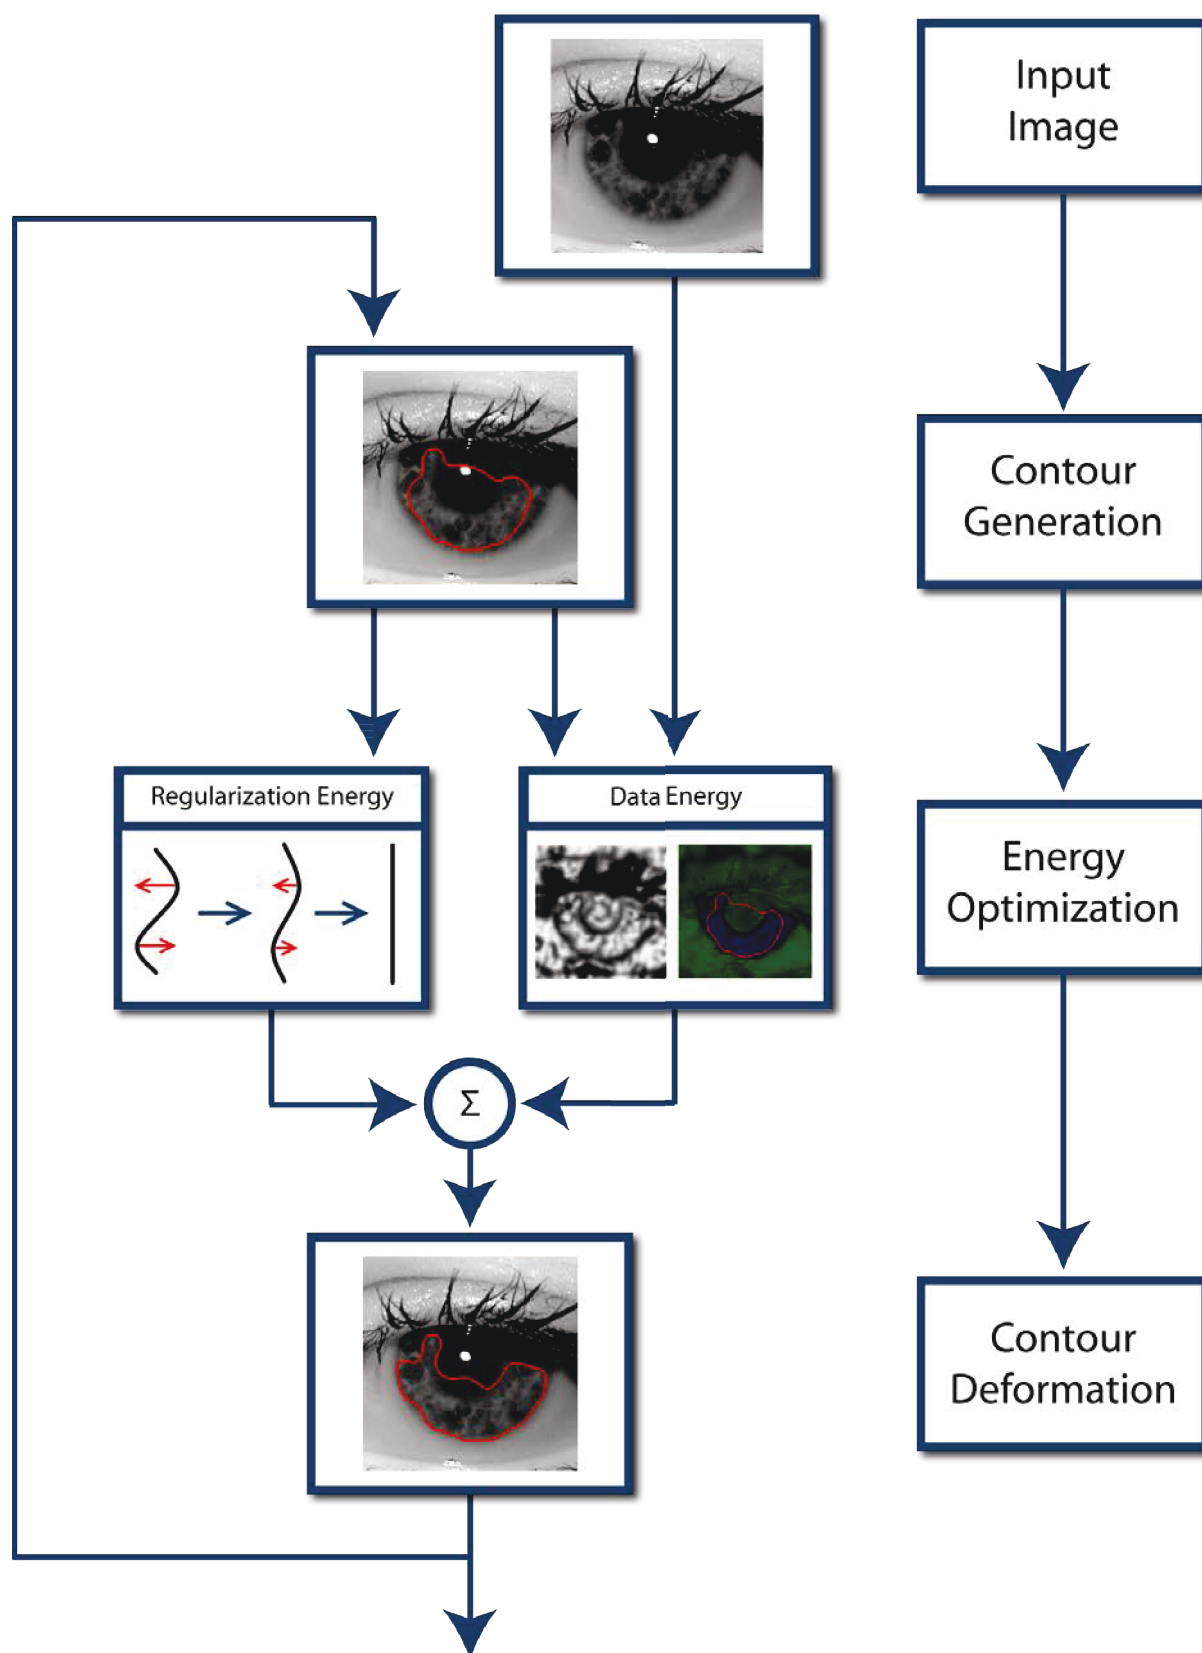 Input
Image
Contour
Generation
Regularization Energy
Data Energy
Energy
Optimization
Σ
Contour
Deformation